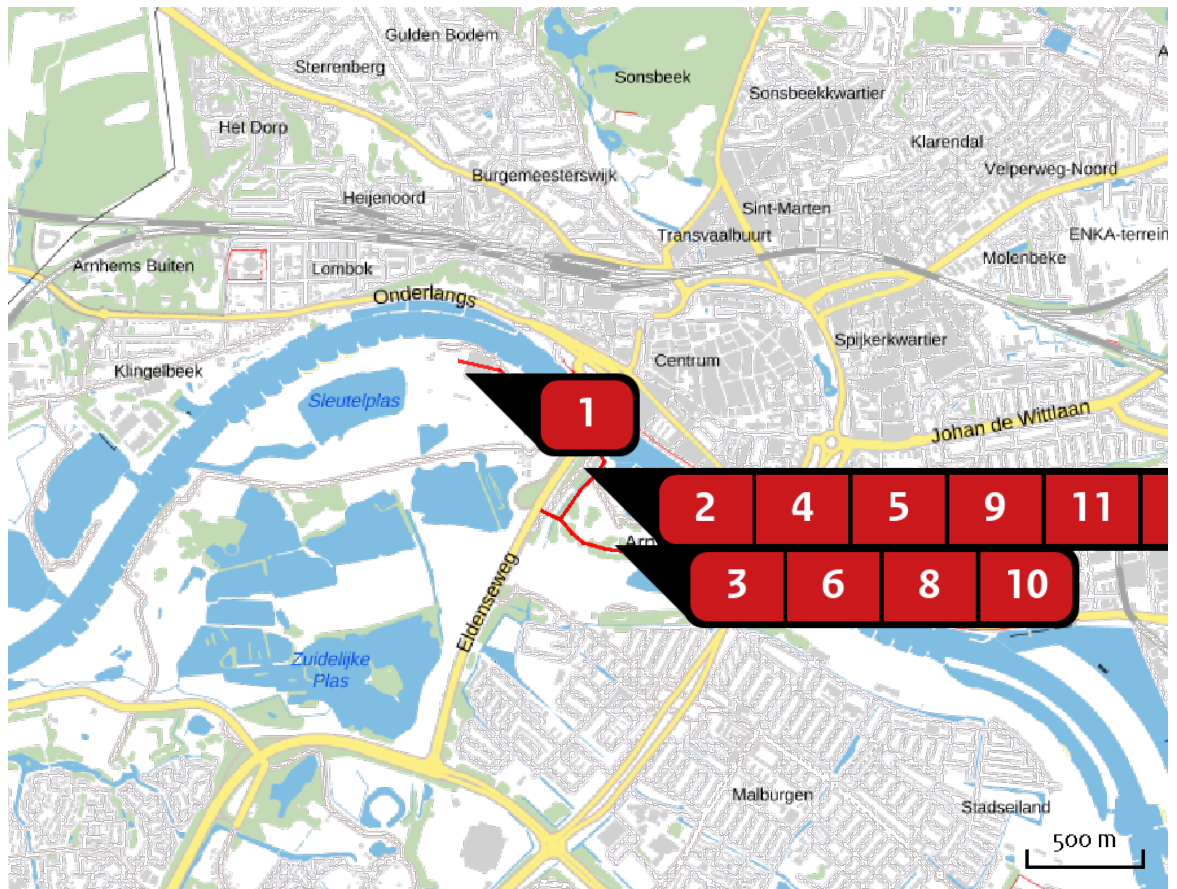 Gulden Bodem
Sterrenberg
Sonsbeek
Sonsbeekkwartier
Het Dorp
Klarendal
Burgemeesterswijk
Velperweg-Noord
Heijenoord
Sint-Marten
Transvaalbuurt
ENKA-terrein
Arnhems Buiten
Lombok
Molenbeke
Onderlangs
Spijkerkwartier
Centrum
Klingelbeek
Sleutelplas
1
Johan de Wittlaan
2 4 5 9 11
Eldenseweg
3 6 8 10
Zuidelijke
Plas
Malburgen
Stadseiland
500 m